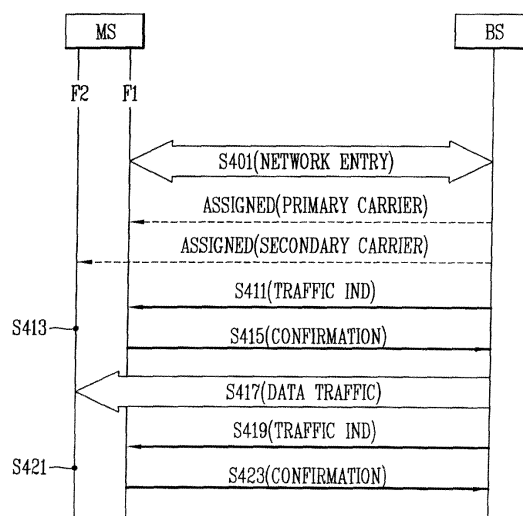 MS
BS
F2
F1
S401(NETWORK ENTRY)
ASSIGNED(PRIMARY CARRIER)
ASSIGNED(SECONDARY CARRIER)
S411(TRAFFIC IND)
S413
S415(CONFIRMATION)
S417(DATA TRAFFIC)
S419(TRAFFIC IND)
S421
S423(CONFIRMATION)